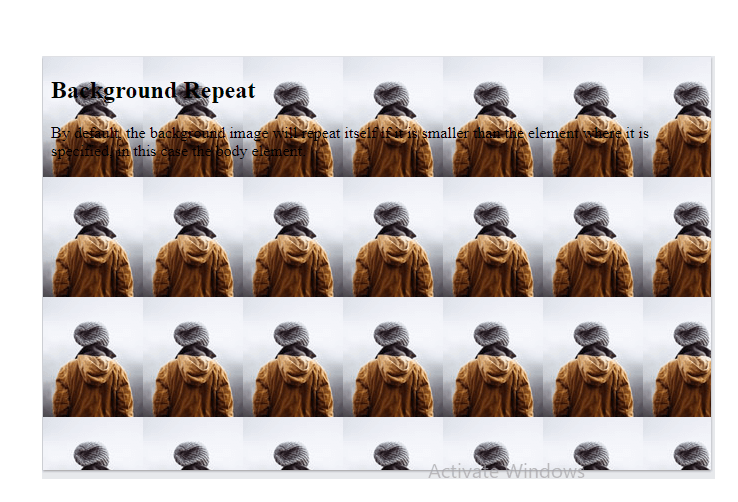 Background Repeat
By default, the background image will repeat itself if it is smaller than the element where it is
specified, in this case the body element.
Activate Windows